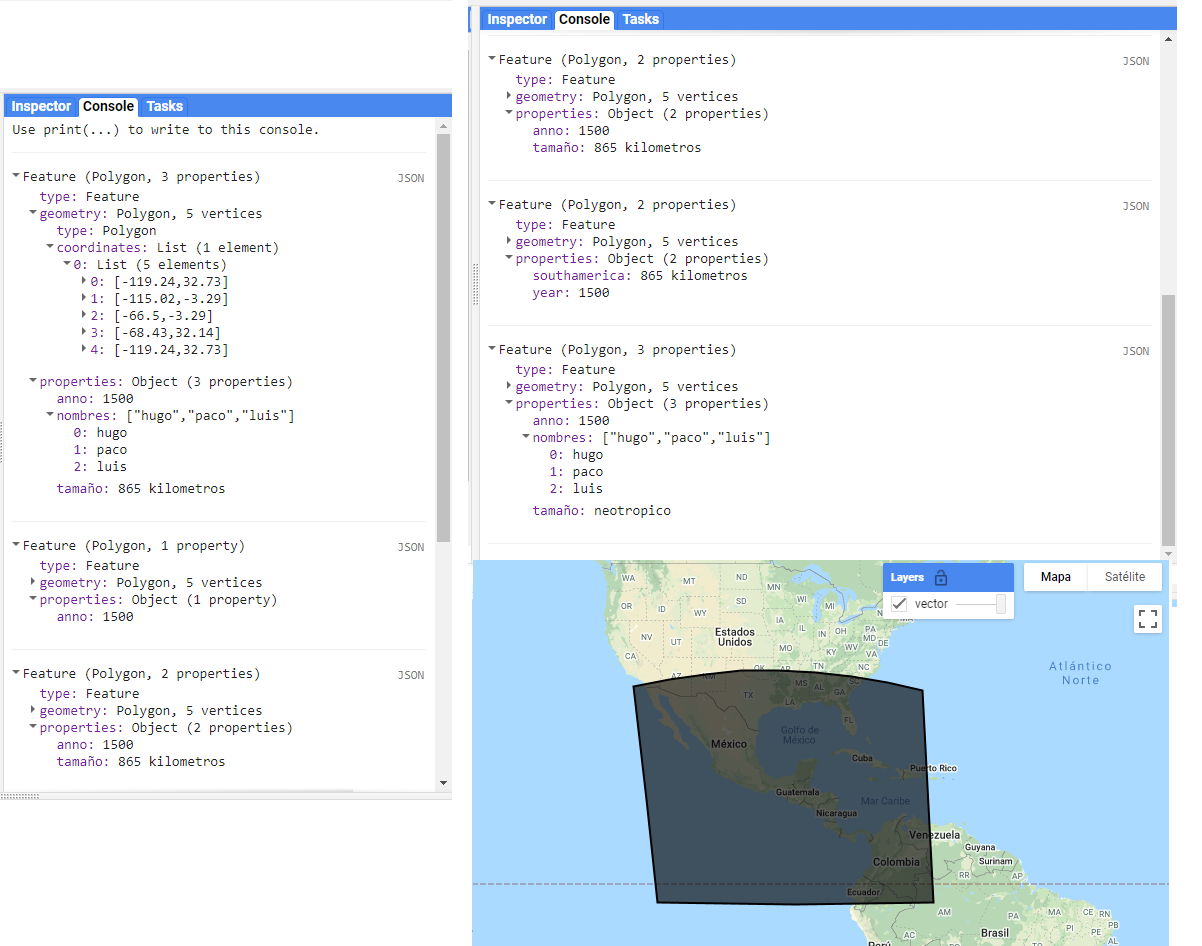 Inspector Console Tasks
Use print(...) to write to this console.
Feature (Polygon, 3 properties) JSON
type: Feature
geometry: Polygon, 5 vertices
type: Polygon
coordinates: List (1 element)
0: List (5 elements)
0: [-119.24,32.73]
1: [-115.02,-3.29]
2: [-66.5,-3.29]
3: [-68.43,32.14]
4: [-119.24,32.73]
properties: Object (3 properties)
anno: 1500
nombres: ["hugo","paco","luis"]
0: hugo
1: paco
2: luis
tamaño: 865 kilometros
Feature (Polygon, 1 property) JSON
type: Feature
geometry: Polygon, 5 vertices
properties: Object (1 property)
anno: 1500
Feature (Polygon, 2 properties) JSON
type: Feature
geometry: Polygon, 5 vertices
properties: Object (2 properties)
anno: 1500
tamaño: 865 kilometros
Inspector Console Tasks
Feature (Polygon, 2 properties) JSON
type: Feature
geometry: Polygon, 5 vertices
properties: Object (2 properties)
anno: 1500
tamaño: 865 kilometros
Feature (Polygon, 2 properties) JSON
type: Feature
geometry: Polygon, 5 vertices
properties: Object (2 properties)
southamerica: 865 kilometros
year: 1500
Feature (Polygon, 3 properties) JSON
type: Feature
geometry: Polygon, 5 vertices
properties: Object (3 properties)
anno: 1500
nombres: ["hugo","paco","luis"]
0: hugo
1: paco
2: luis
tamaño: neotropico
Layers
vector
Mapa Satélite
WA MT ND
MN
OR ID WY SD WI MI
IA
NV UT Estados
Unidos
IL IN OH PA
MD DE
CA MO KY WV VA
OK TN NC
AZ NM AR SC
TX MS AL GA
LA
FL
Atlántico
Norte
Golfo de
México
México
Cuba
Puerto Rico
Guatemala
Mar Caribe
Nicaragua
Venezuela
Guyana
Colombia
Surinam
RR AP
Ecuador
AM PA MA CE RN
PI PB
PE
AC TO AL
Brasil
Perú